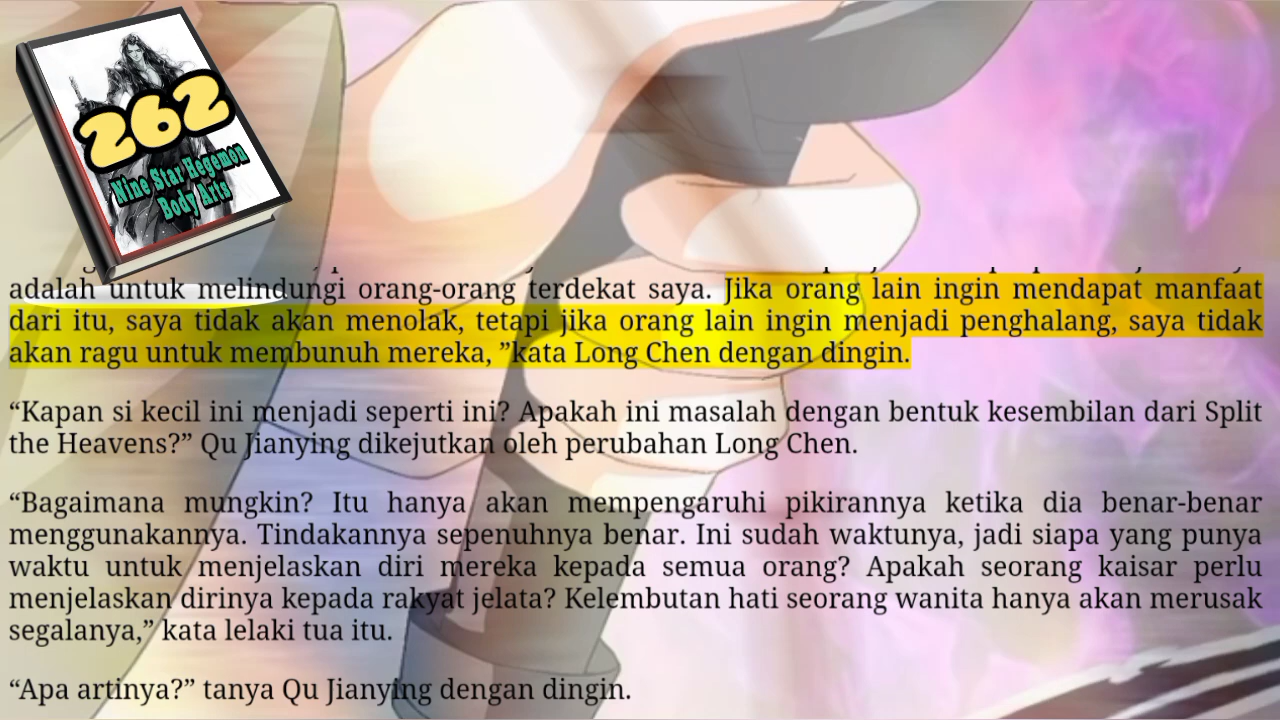 262
Nine Star Hegemon
Body Arts
adalah untuk melindungi orang-orang terdekat saya. Jika orang lain ingin mendapat manfaat
dari itu, saya tidak akan menolak, tetapi jika orang lain ingin menjadi penghalang, saya tidak
akan ragu untuk membunuh mereka, ”kata Long Chen dengan dingin.
“Kapan si kecil ini menjadi seperti ini? Apakah ini masalah dengan bentuk kesembilan dari Split
the Heavens?” Qu Jianying dikejutkan oleh perubahan Long Chen.
“Bagaimana mungkin? Itu hanya akan mempengaruhi pikirannya ketika dia benar-benar
menggunakannya. Tindakannya sepenuhnya benar. Ini sudah waktunya, jadi siapa yang punya
waktu untuk menjelaskan diri mereka kepada semua orang? Apakah seorang kaisar perlu
menjelaskan dirinya kepada rakyat jelata? Kelembutan hati seorang wanita hanya akan merusak
segalanya,” kata lelaki tua itu.
“Apa artinya?” tanya Qu Jianying dengan dingin.